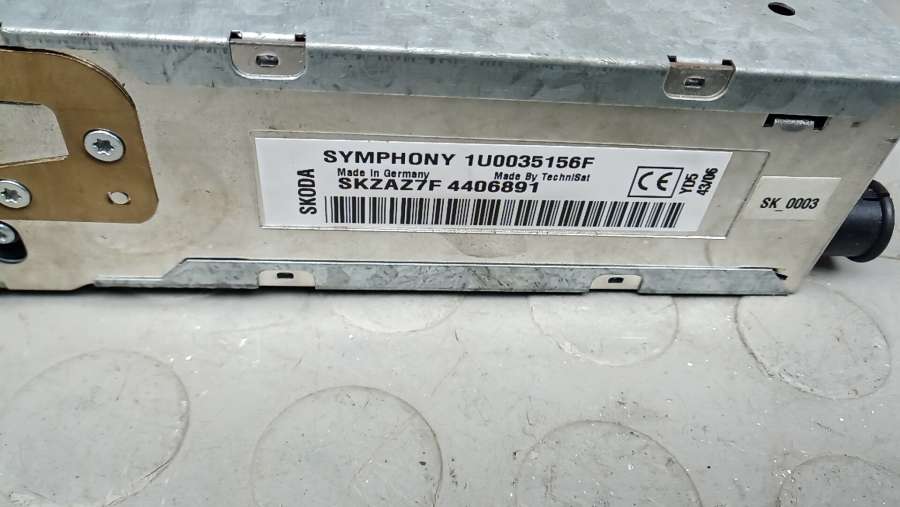 SKODA
SYMPHONY 1U0035156F
Made In Germany Made By TechniSat
SKZAZ7F 4406891
CE
Y05
43/06
SK_0003